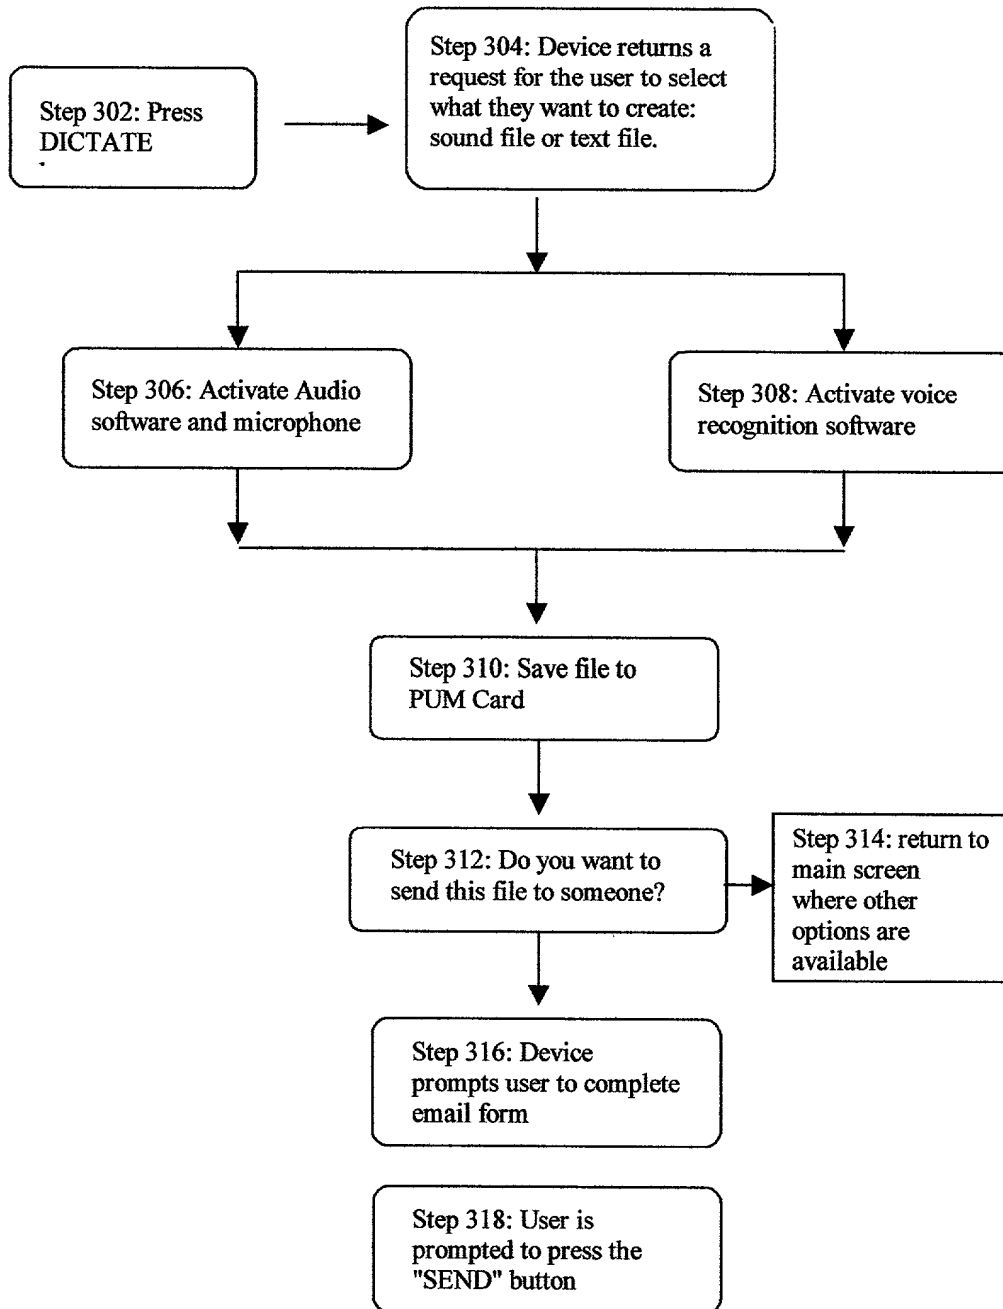 Step 302: Press
DICTATE
Step 304: Device returns a
request for the user to select
what they want to create:
sound file or text file.
Step 306: Activate Audio
software and microphone
Step 308: Activate voice
recognition software
Step 310: Save file to
PUM Card
Step 312: Do you want to
send this file to someone?
Step 314: return to
main screen
where other
options are
available
Step 316: Device
prompts user to complete
email form
Step 318: User is
prompted to press the
"SEND" button